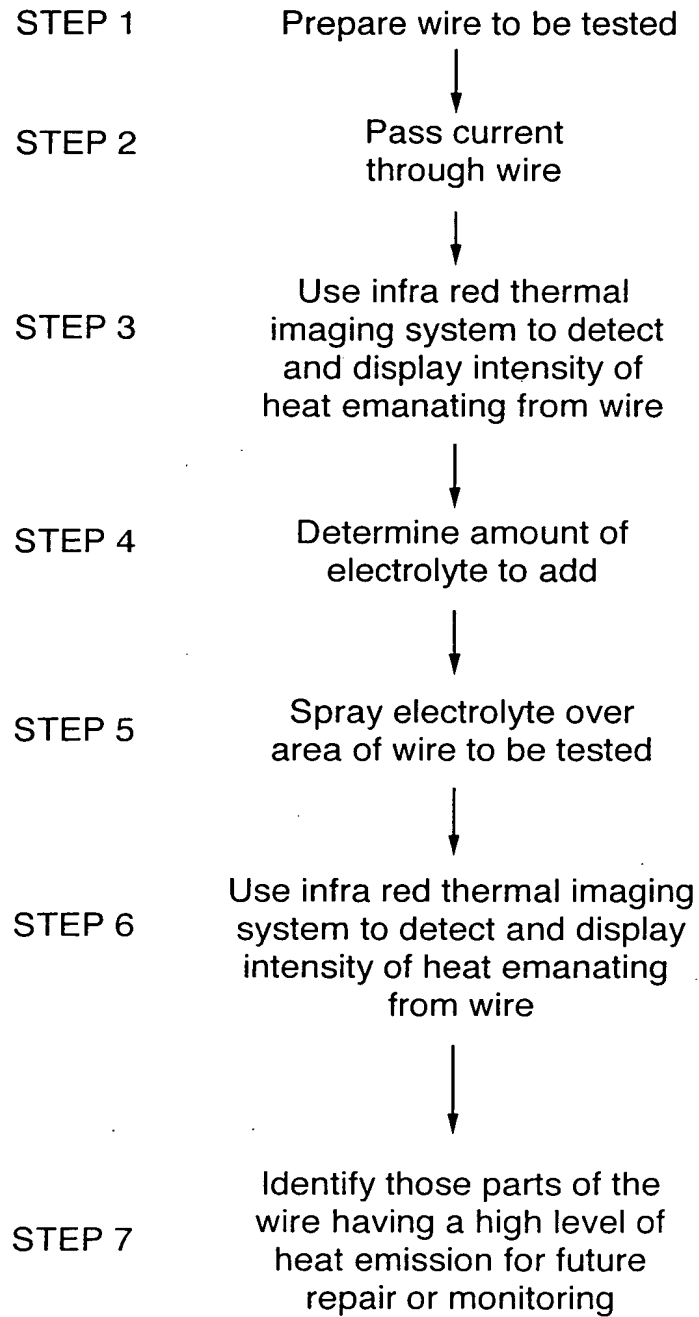 STEP 1 Prepare wire to be tested
STEP 2 Pass current
through wire
STEP 3 Use infra red thermal
imaging system to detect
and display intensity of
heat emanating from wire
STEP 4 Determine amount of
electrolyte to add
STEP 5 Spray electrolyte over
area of wire to be tested
STEP 6 Use infra red thermal imaging
system to detect and display
intensity of heat emanating
from wire
STEP 7 Identify those parts of the
wire having a high level of
heat emission for future
repair or monitoring